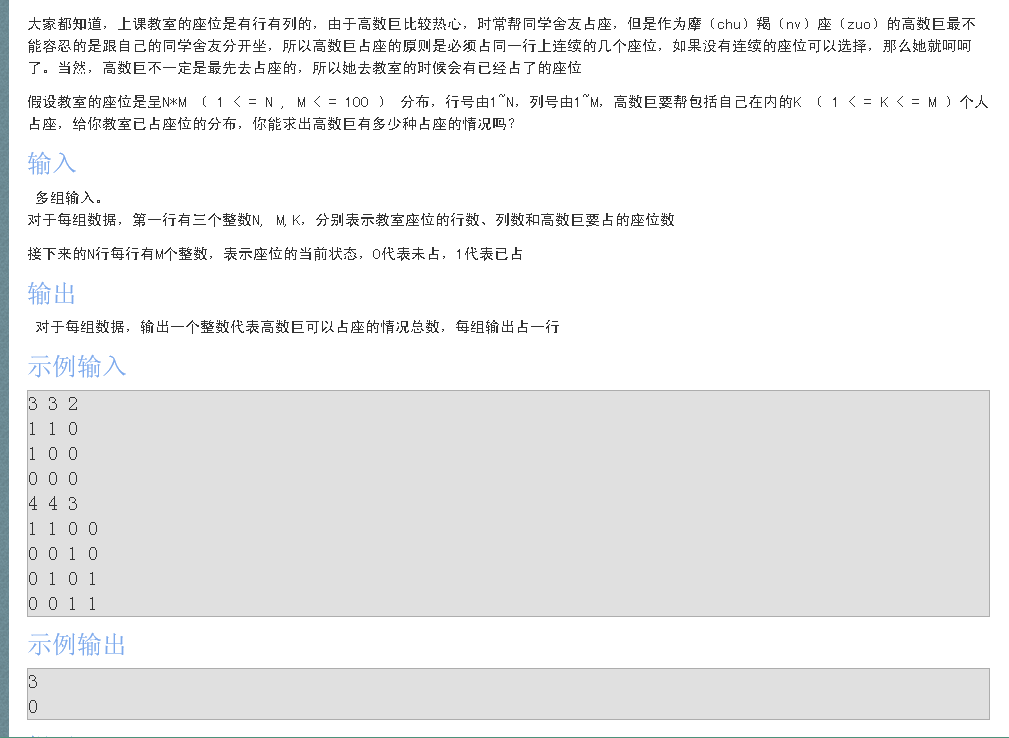 大家都知道，上课教室的座位是有行有列的，由于高数巨比较热心，时常帮同学舍友占座，但是作为摩（chu）羯（nv）座（zuo）的高数巨最不
能容忍的是跟自己的同学舍友分开坐，所以高数巨占座的原则是必须占同一行上连续的几个座位，如果没有连续的座位可以选择，那么她就呵呵
了。当然，高数巨不一定是最先去占座的，所以她去教室的时候会有已经占了的座位
假设教室的座位是呈N*M （ 1 < = N , M < = 100 ） 分布，行号由1~N，列号由1~M，高数巨要帮包括自己在内的K （ 1 < = K < = M ）个人
占座，给你教室已占座位的分布，你能求出高数巨有多少种占座的情况吗？
输入
多组输入。
对于每组数据，第一行有三个整数N, M,K，分别表示教室座位的行数、列数和高数巨要占的座位数
接下来的N行每行有M个整数，表示座位的当前状态，0代表未占，1代表已占
输出
对于每组数据，输出一个整数代表高数巨可以占座的情况总数，每组输出占一行
示例输入
3 3 2
1 1 0
1 0 0
0 0 0
4 4 3
1 1 0 0
0 0 1 0
0 1 0 1
0 0 1 1
示例输出
3
0